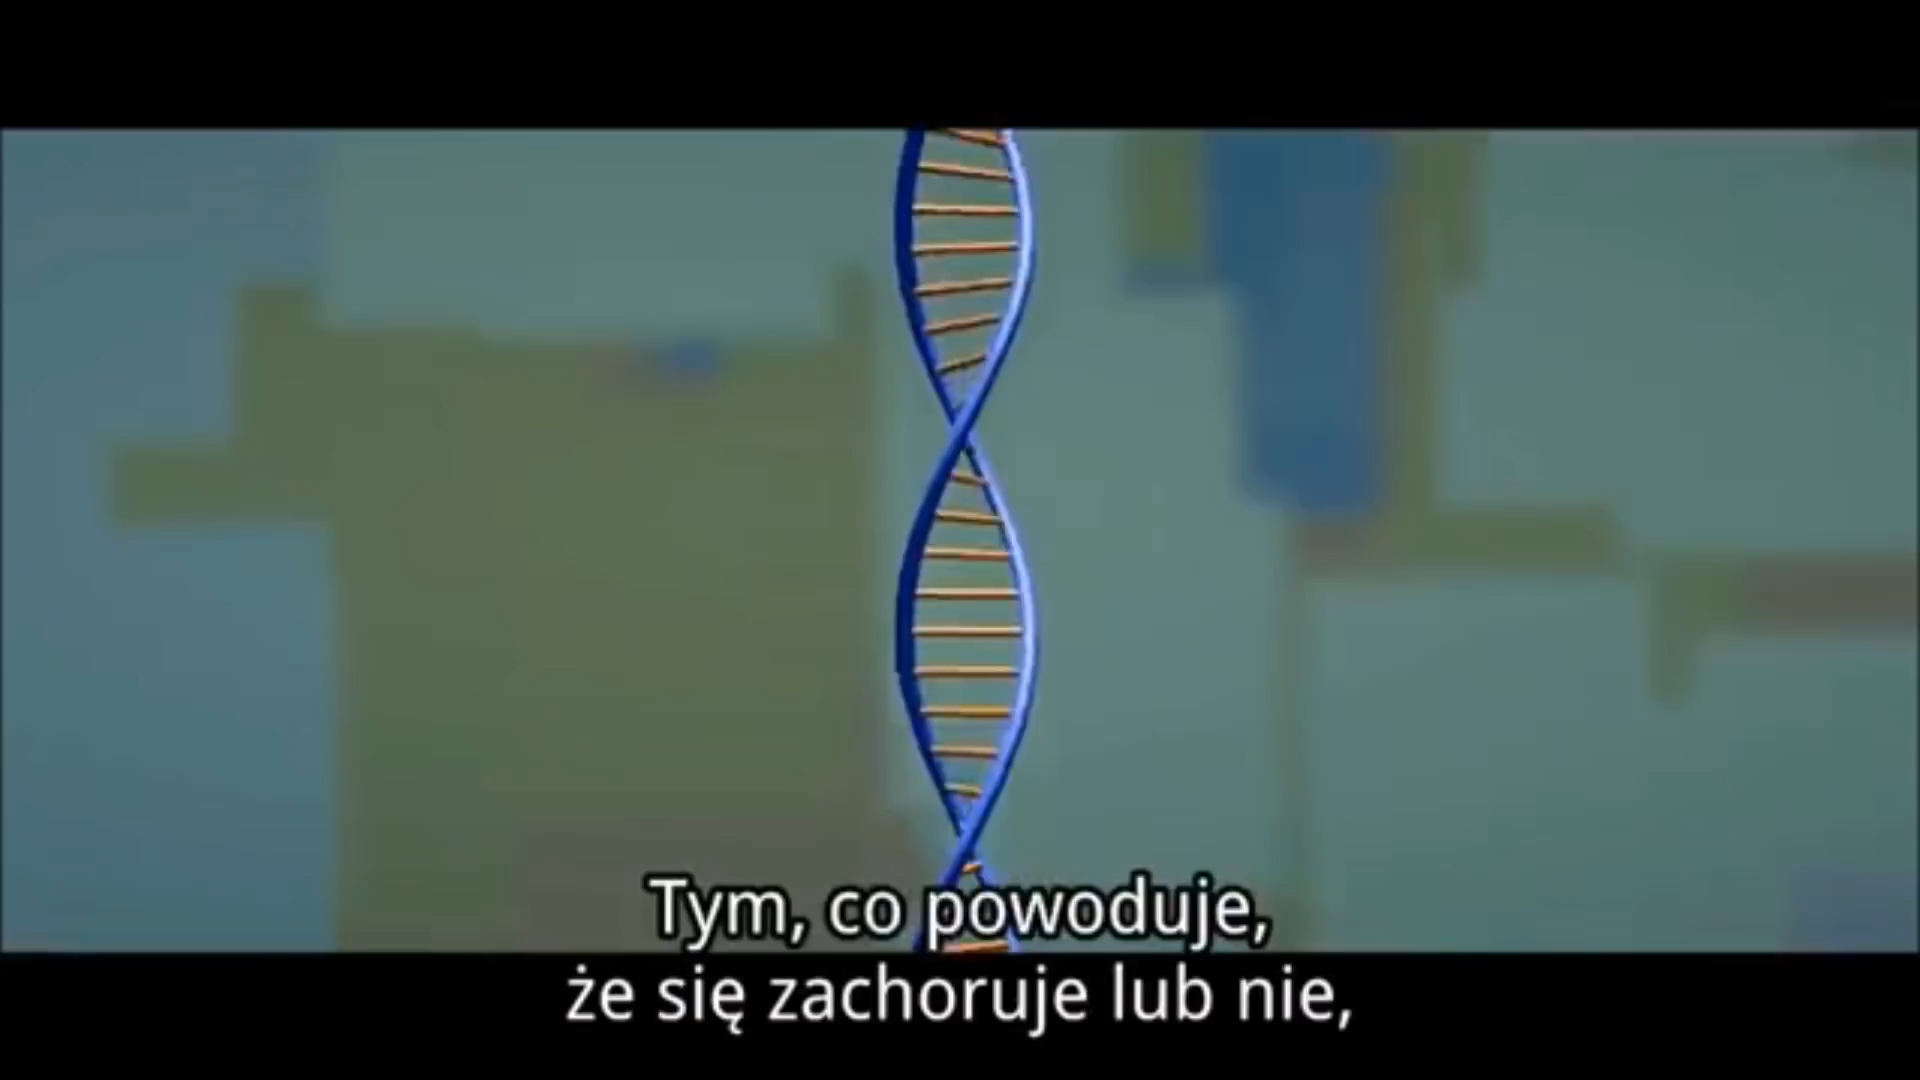 Tym, co powoduje,
że się zachoruje lub nie,